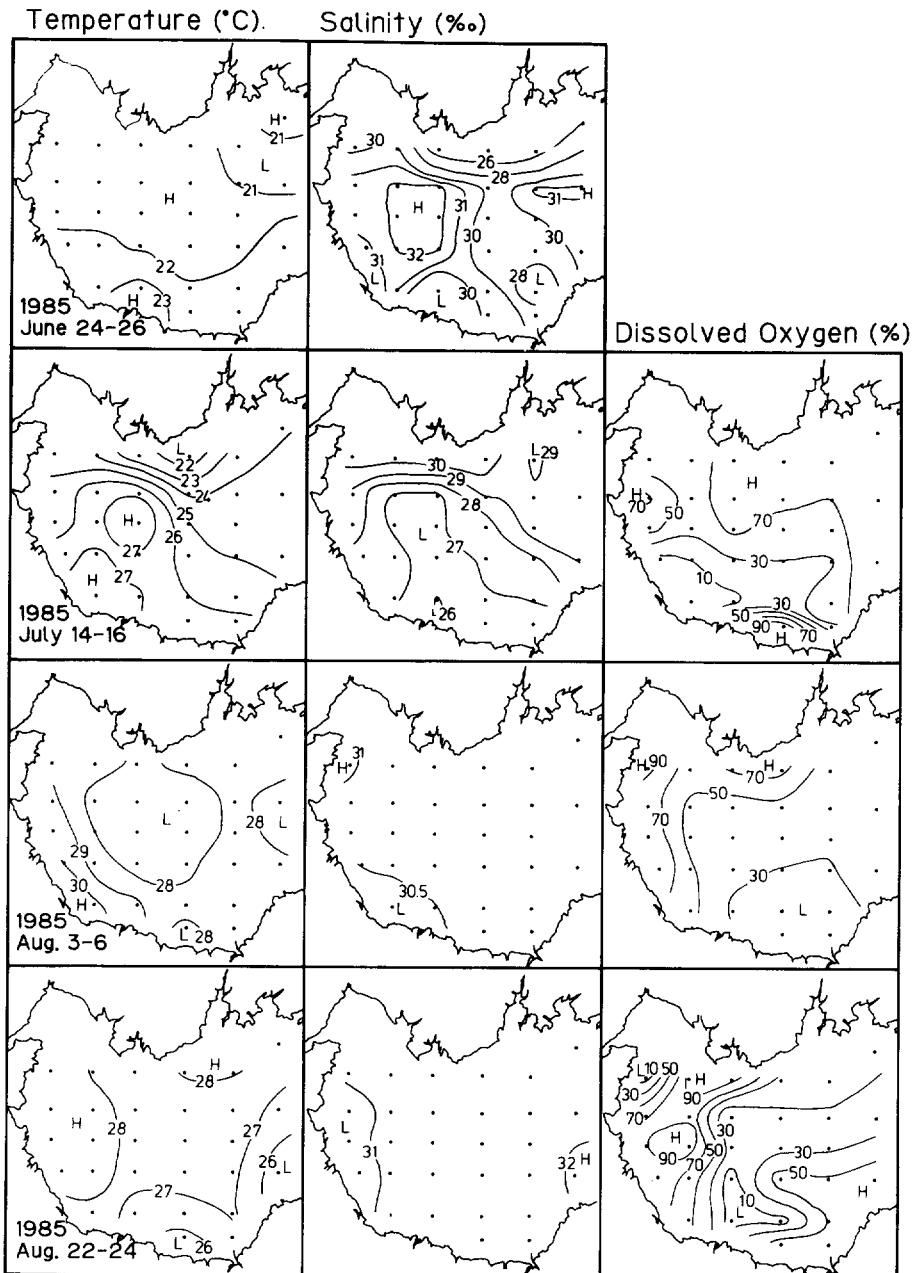 Temperature (°C). Salinity (‰)
H
21
L
21
H
22
H 23
1985
June 24-26
30
26
28
31
H
31 H
30
32
30
31
L
28 L
30
L
Dissolved Oxygen (%)
L
22
23
24
25
26
H
27
27
H
1985
July 14-16
L 29
30
29
28
L
27
L 26
H
H
70
50
70
30
10
30
50
90 70
H
L
28
L
29
28
30
H
L 28
1985
Aug. 3-6
31
H
30.5
L
H 90
H
70
50
70
30
L
H
28
H
28
27
26
L
27
L 26
1985
Aug. 22-24
L
31
H
32
L 10 50
H
30
90
70
30
H
50
90
70
30
50
10
L
H